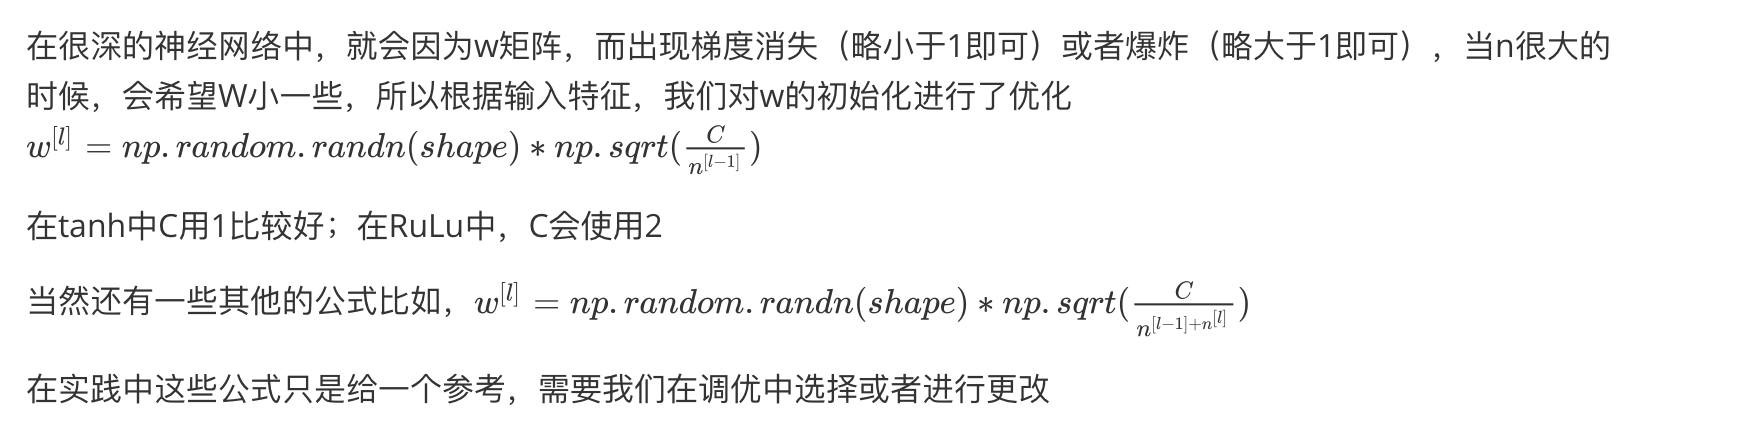 在很深的神经网络中，就会因为w矩阵，而出现梯度消失（略小于1即可）或者爆炸（略大于1即可），当n很大的
时候，会希望W小一些，所以根据输入特征，我们对w的初始化进行了优化
$w^{[l]} = np.random.randn(shape) * np.sqrt(\frac{C}{n^{[l-1]}})$
在tanh中C用1比较好；在RuLu中，C会使用2
当然还有一些其他的公式比如，$w^{[l]} = np.random.randn(shape) * np.sqrt(\frac{C}{n^{[l-1]+n^{[l]}}})$
在实践中这些公式只是给一个参考，需要我们在调优中选择或者进行更改